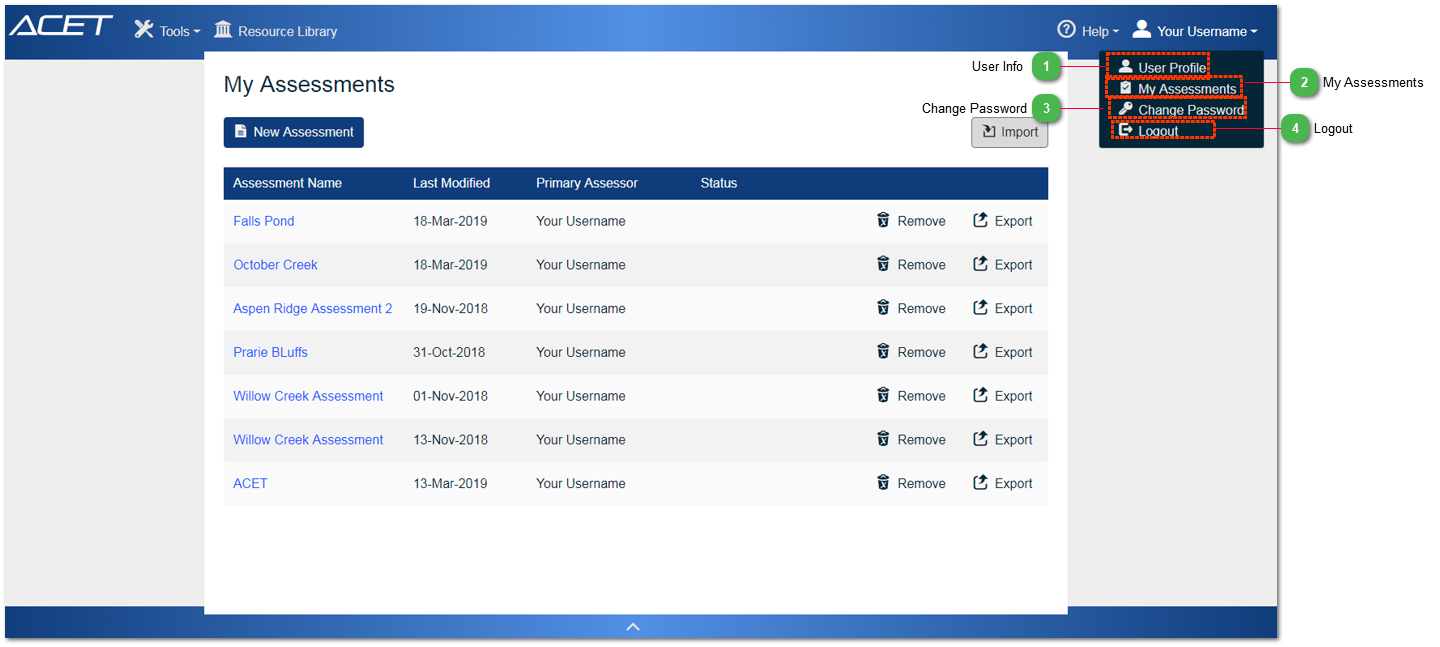 ACET Tools Resource Library Help Your Username
My Assessments
User Info 1
User Profile
2 My Assessments
My Assessments
Change Password 3
Change Password
4 Logout
Logout
New Assessment
Import
Assessment Name Last Modified Primary Assessor Status
Falls Pond 18-Mar-2019 Your Username Remove Export
October Creek 18-Mar-2019 Your Username Remove Export
Aspen Ridge Assessment 2 19-Nov-2018 Your Username Remove Export
Prarie BLuffs 31-Oct-2018 Your Username Remove Export
Willow Creek Assessment 01-Nov-2018 Your Username Remove Export
Willow Creek Assessment 13-Nov-2018 Your Username Remove Export
ACET 13-Mar-2019 Your Username Remove Export